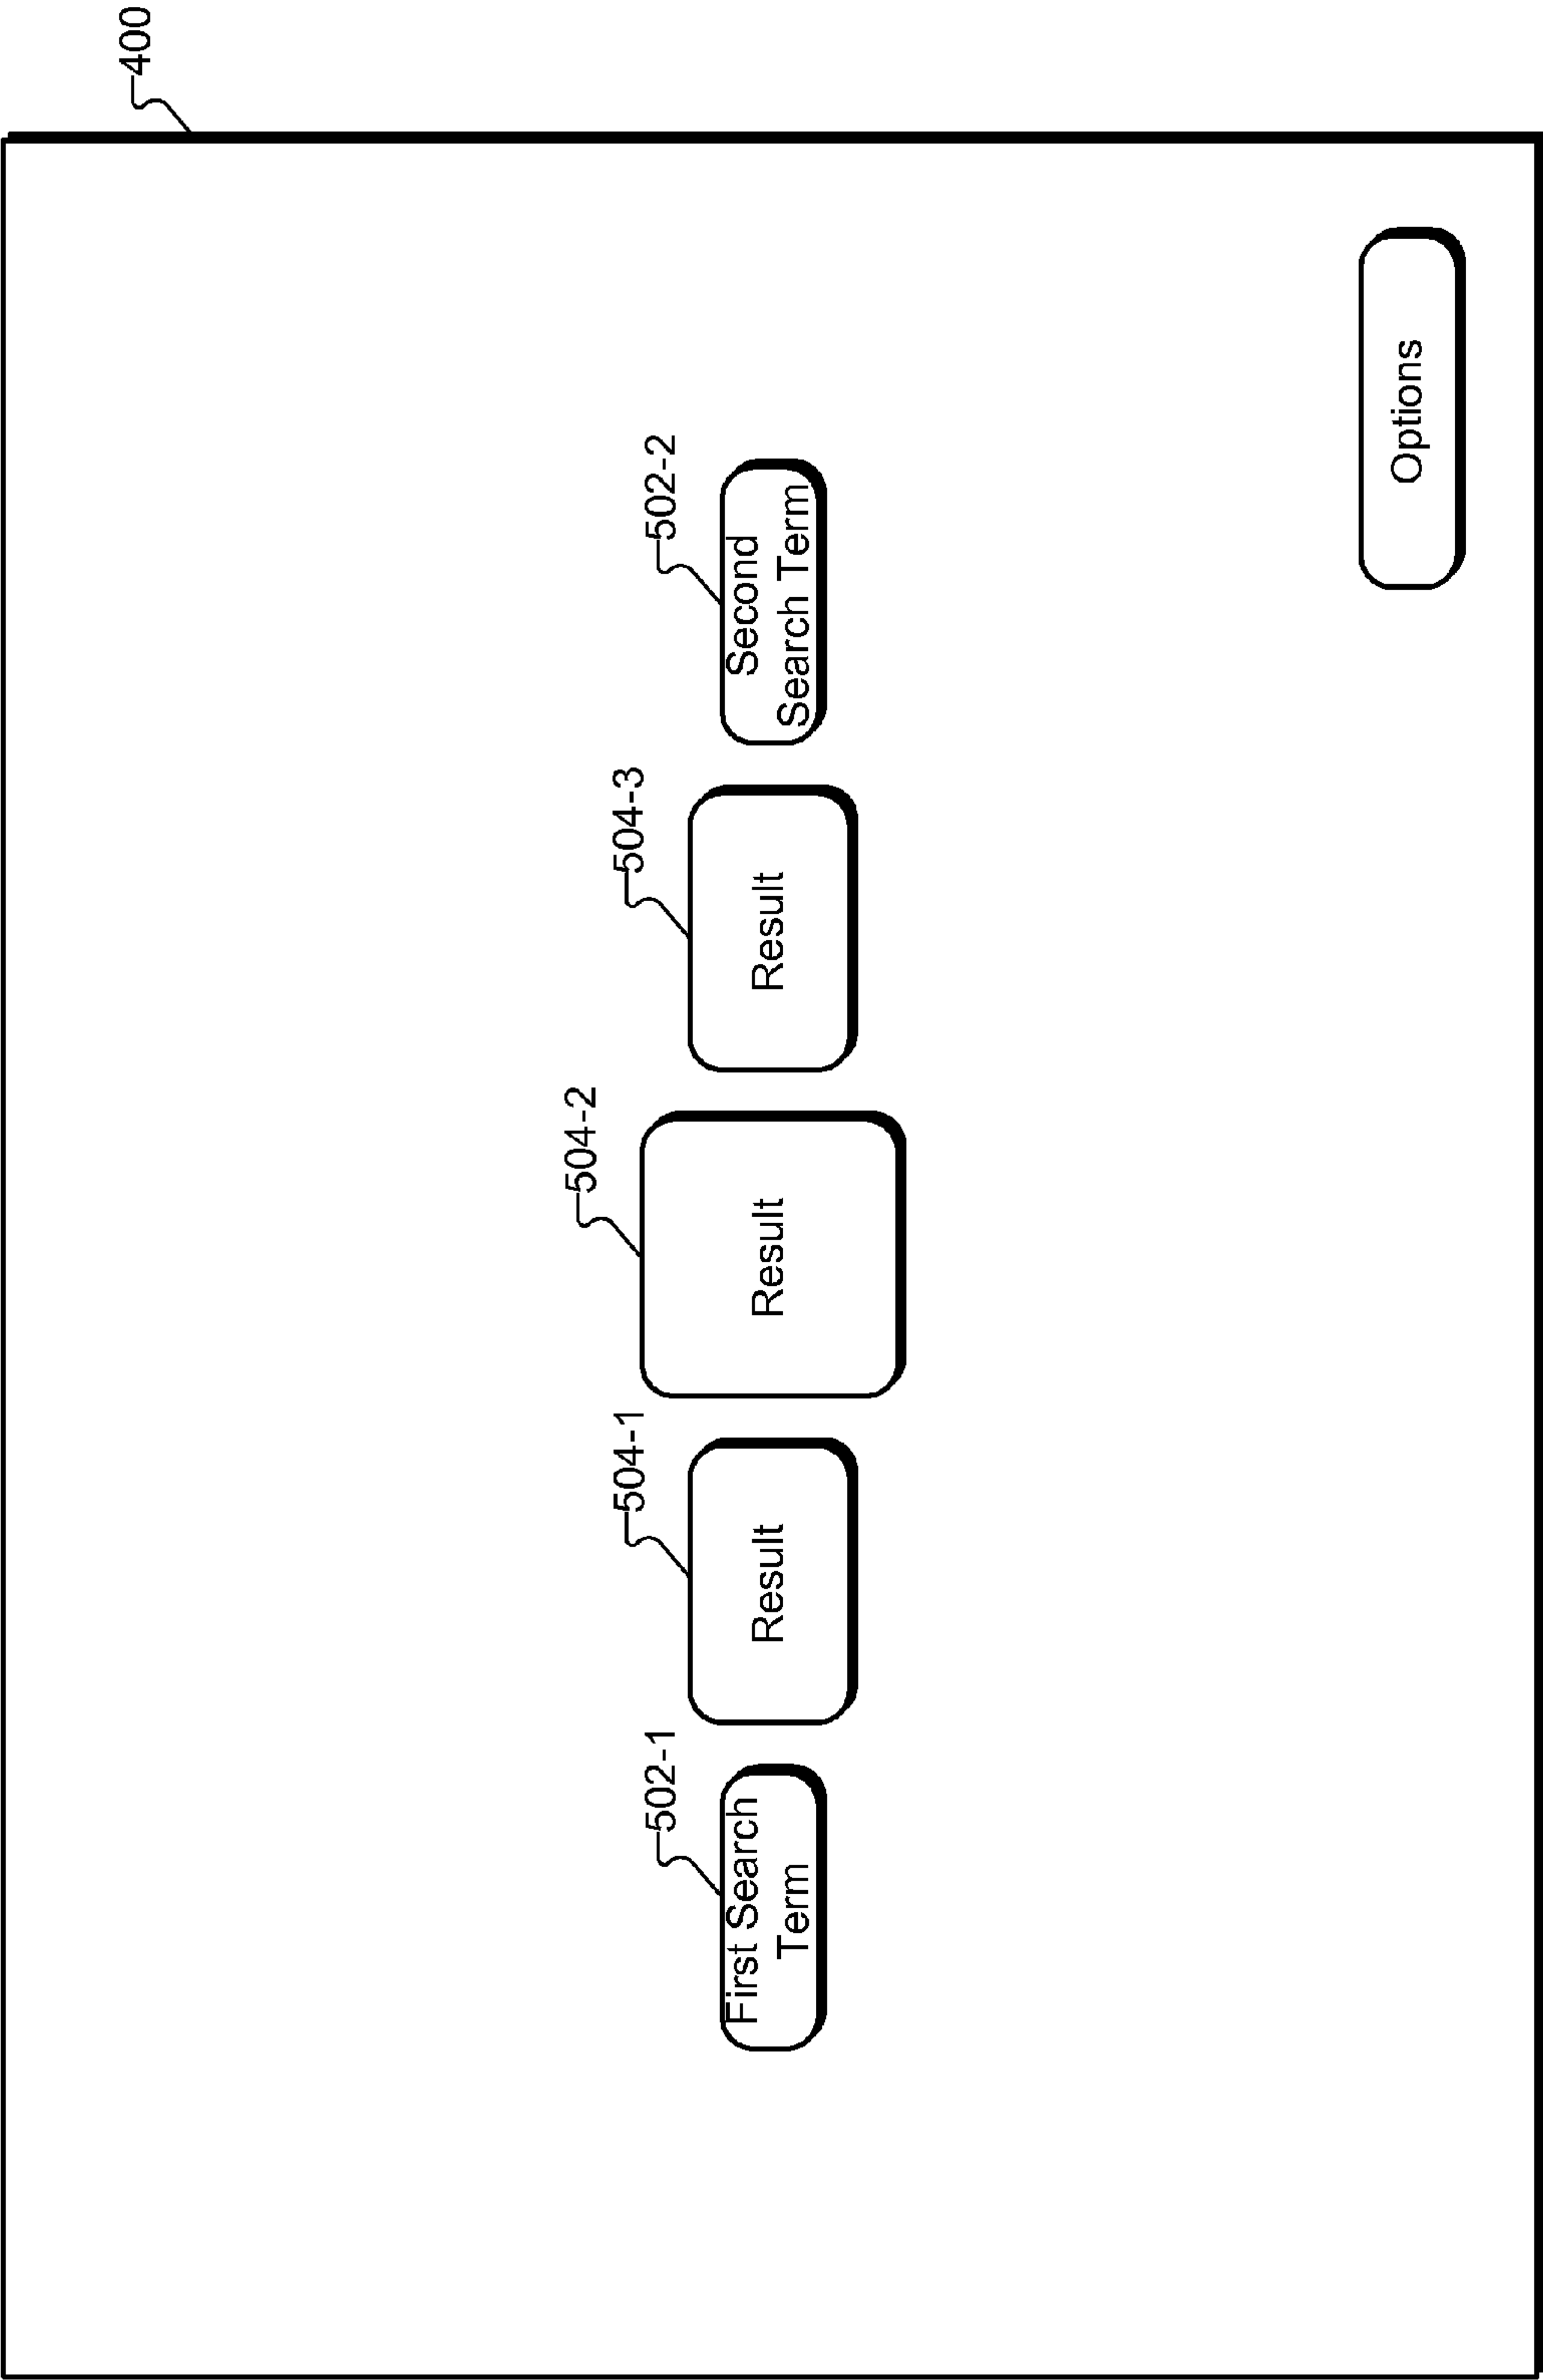 400
502-1
504-1
504-2
504-3
502-2
First Search
Term
Result
Result
Result
Second
Search Term
Options